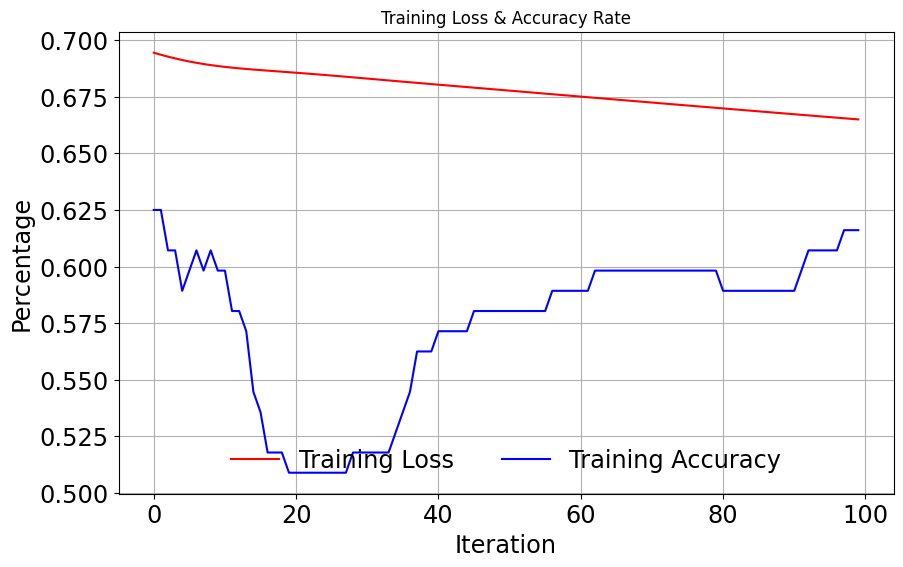 Training Loss & Accuracy Rate
Percentage
0.700
0.675
0.650
0.625
0.600
0.575
0.550
0.525
0.500
Training Loss
Training Accuracy
0 20 40 60 80 100
Iteration